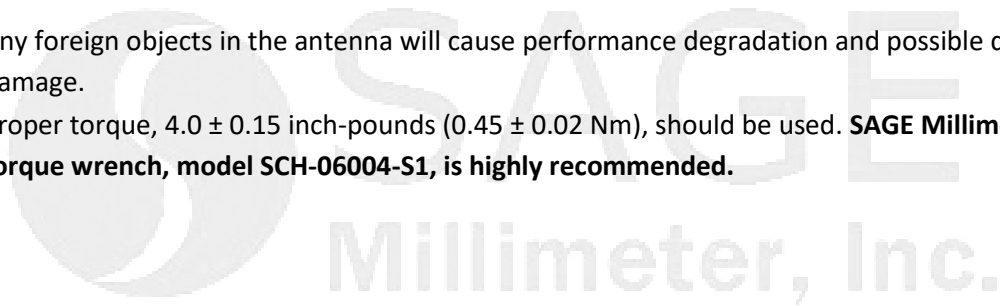 ny foreign objects in the antenna will cause performance degradation and possible
amage.
roper torque, 4.0 ± 0.15 inch-pounds (0.45 ± 0.02 Nm), should be used. SAGE Millim
orque wrench, model SCH-06004-S1, is highly recommended.
SAGE
Millimeter, Inc.